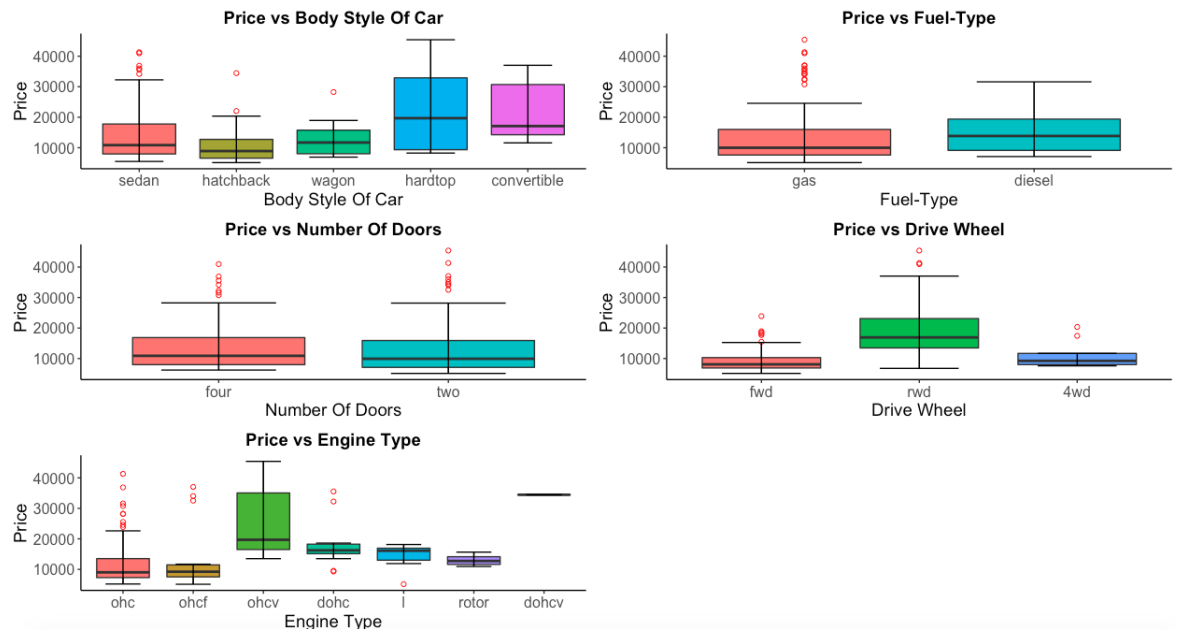 Price vs Body Style Of Car
Price
40000
30000
20000
10000
sedan hatchback wagon hardtop convertible
Body Style Of Car
Price vs Fuel-Type
Price
40000
30000
20000
10000
gas diesel
Fuel-Type
Price vs Number Of Doors
Price
40000
30000
20000
10000
four two
Number Of Doors
Price vs Drive Wheel
Price
40000
30000
20000
10000
fwd rwd 4wd
Drive Wheel
Price vs Engine Type
Price
40000
30000
20000
10000
ohc ohcf ohcv dohc l rotor dohcv
Engine Type